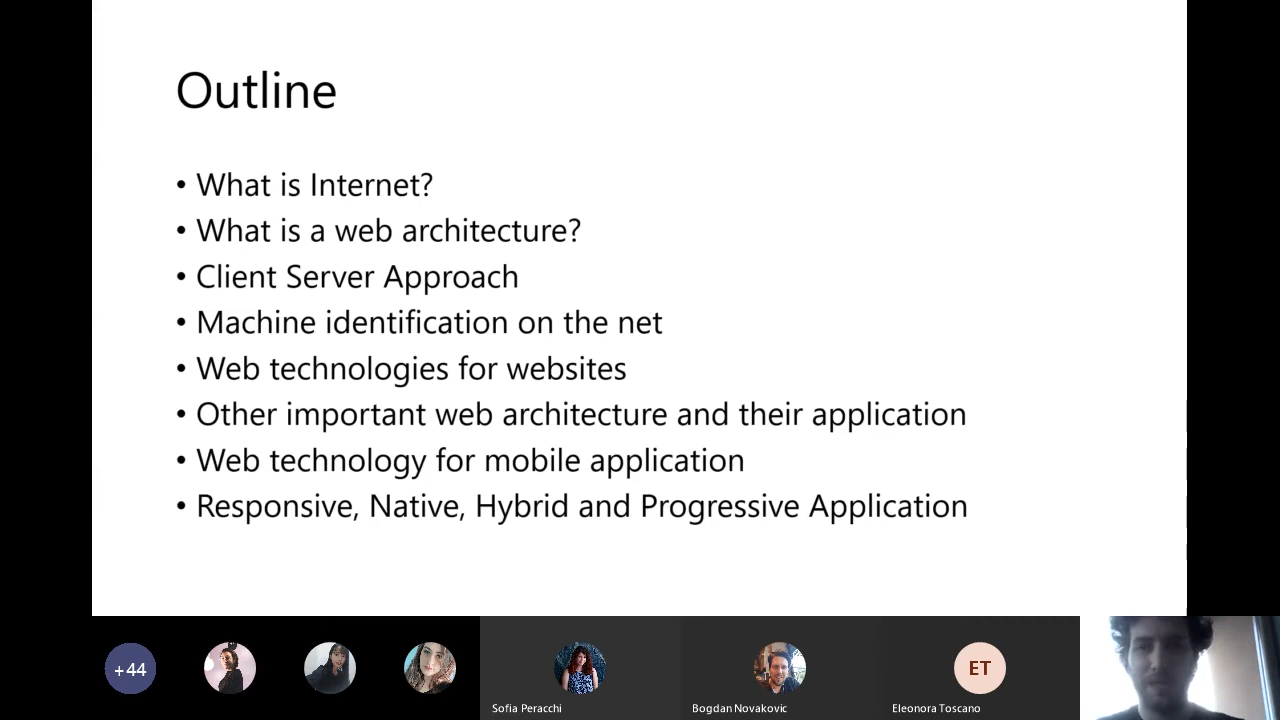 Outline
• What is Internet?
• What is a web architecture?
• Client Server Approach
• Machine identification on the net
• Web technologies for websites
• Other important web architecture and their application
• Web technology for mobile application
• Responsive, Native, Hybrid and Progressive Application
+44
ET
Sofia Peracchi
Bogdan Novakovic
Eleonora Toscano